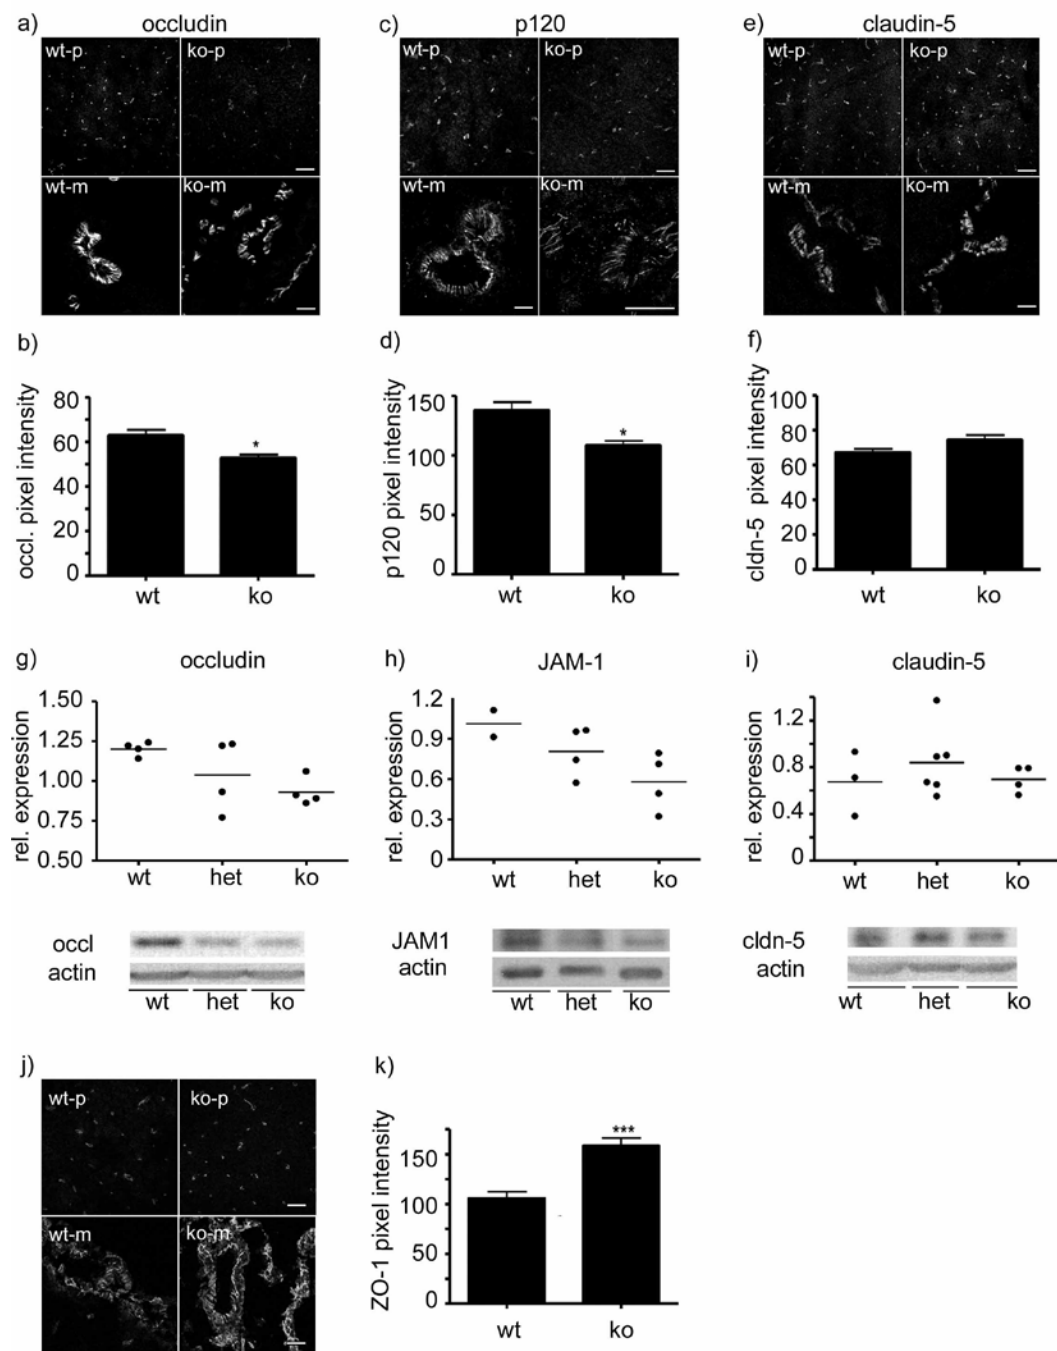 a) occludin c) p120 e) claudin-5
wt-p ko-p wt-p ko-p wt-p ko-p
wt-m ko-m wt-m ko-m wt-m ko-m
b) d) f)
occl. pixel intensity
80
60
40
20
0
wt ko
*
p120 pixel intensity
150
100
50
0
wt ko
*
cldn-5 pixel intensity
100
80
60
40
20
0
wt ko
g) occludin h) JAM-1 i) claudin-5
rel. expression
1.50
1.25
1.00
0.75
0.50
wt het ko
rel. expression
1.2
0.9
0.6
0.3
0
wt het ko
rel. expression
1.2
0.8
0.4
0
wt het ko
occl
actin
wt het ko
JAM1
actin
wt het ko
cldn-5
actin
wt het ko
j) k)
wt-p ko-p
wt-m ko-m
ZO-1 pixel intensity
150
100
50
0
wt ko
***